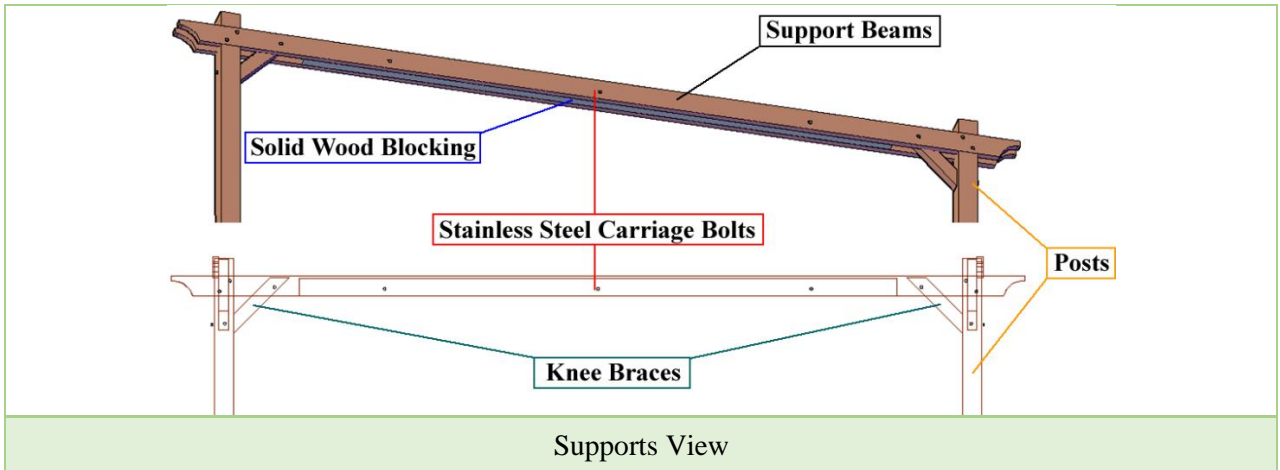 Support Beams
Solid Wood Blocking
Stainless Steel Carriage Bolts
Posts
Knee Braces
Supports View